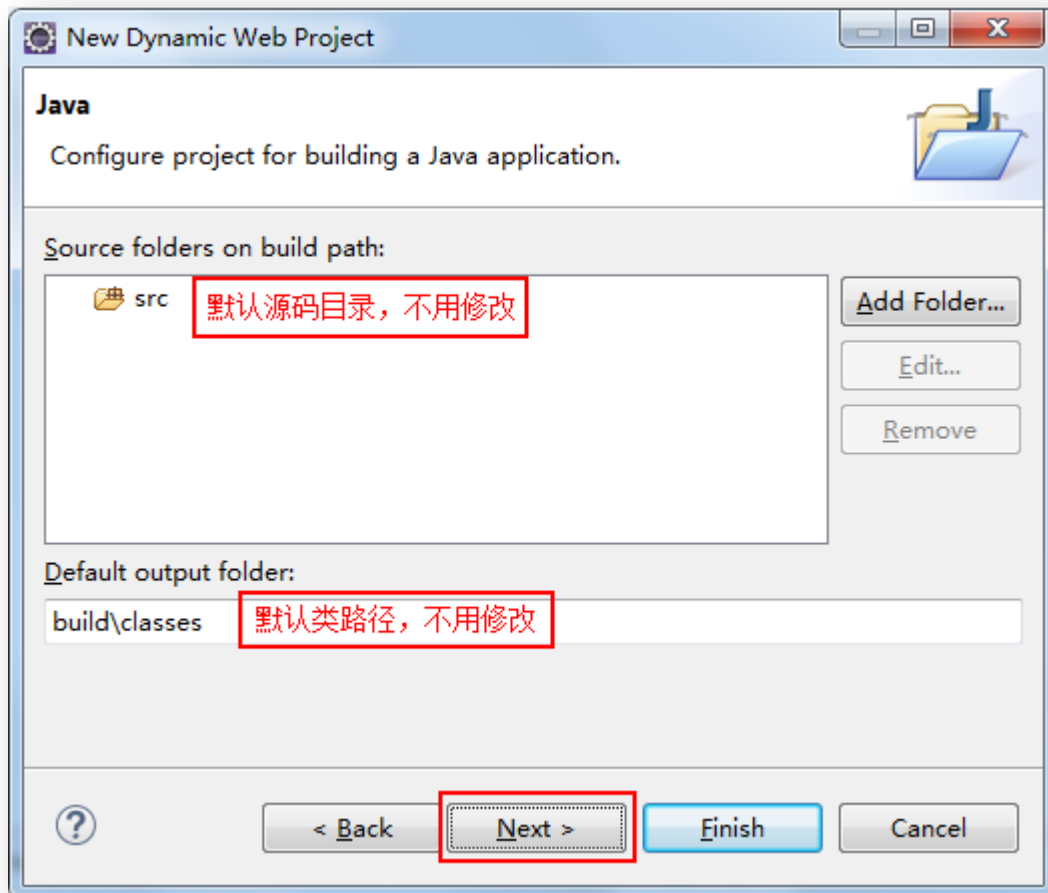 New Dynamic Web Project
Java
Configure project for building a Java application.
Source folders on build path:
src
默认源码目录，不用修改
Add Folder...
Edit...
Remove
Default output folder:
build\classes
默认类路径，不用修改
?
< Back
Next >
Finish
Cancel